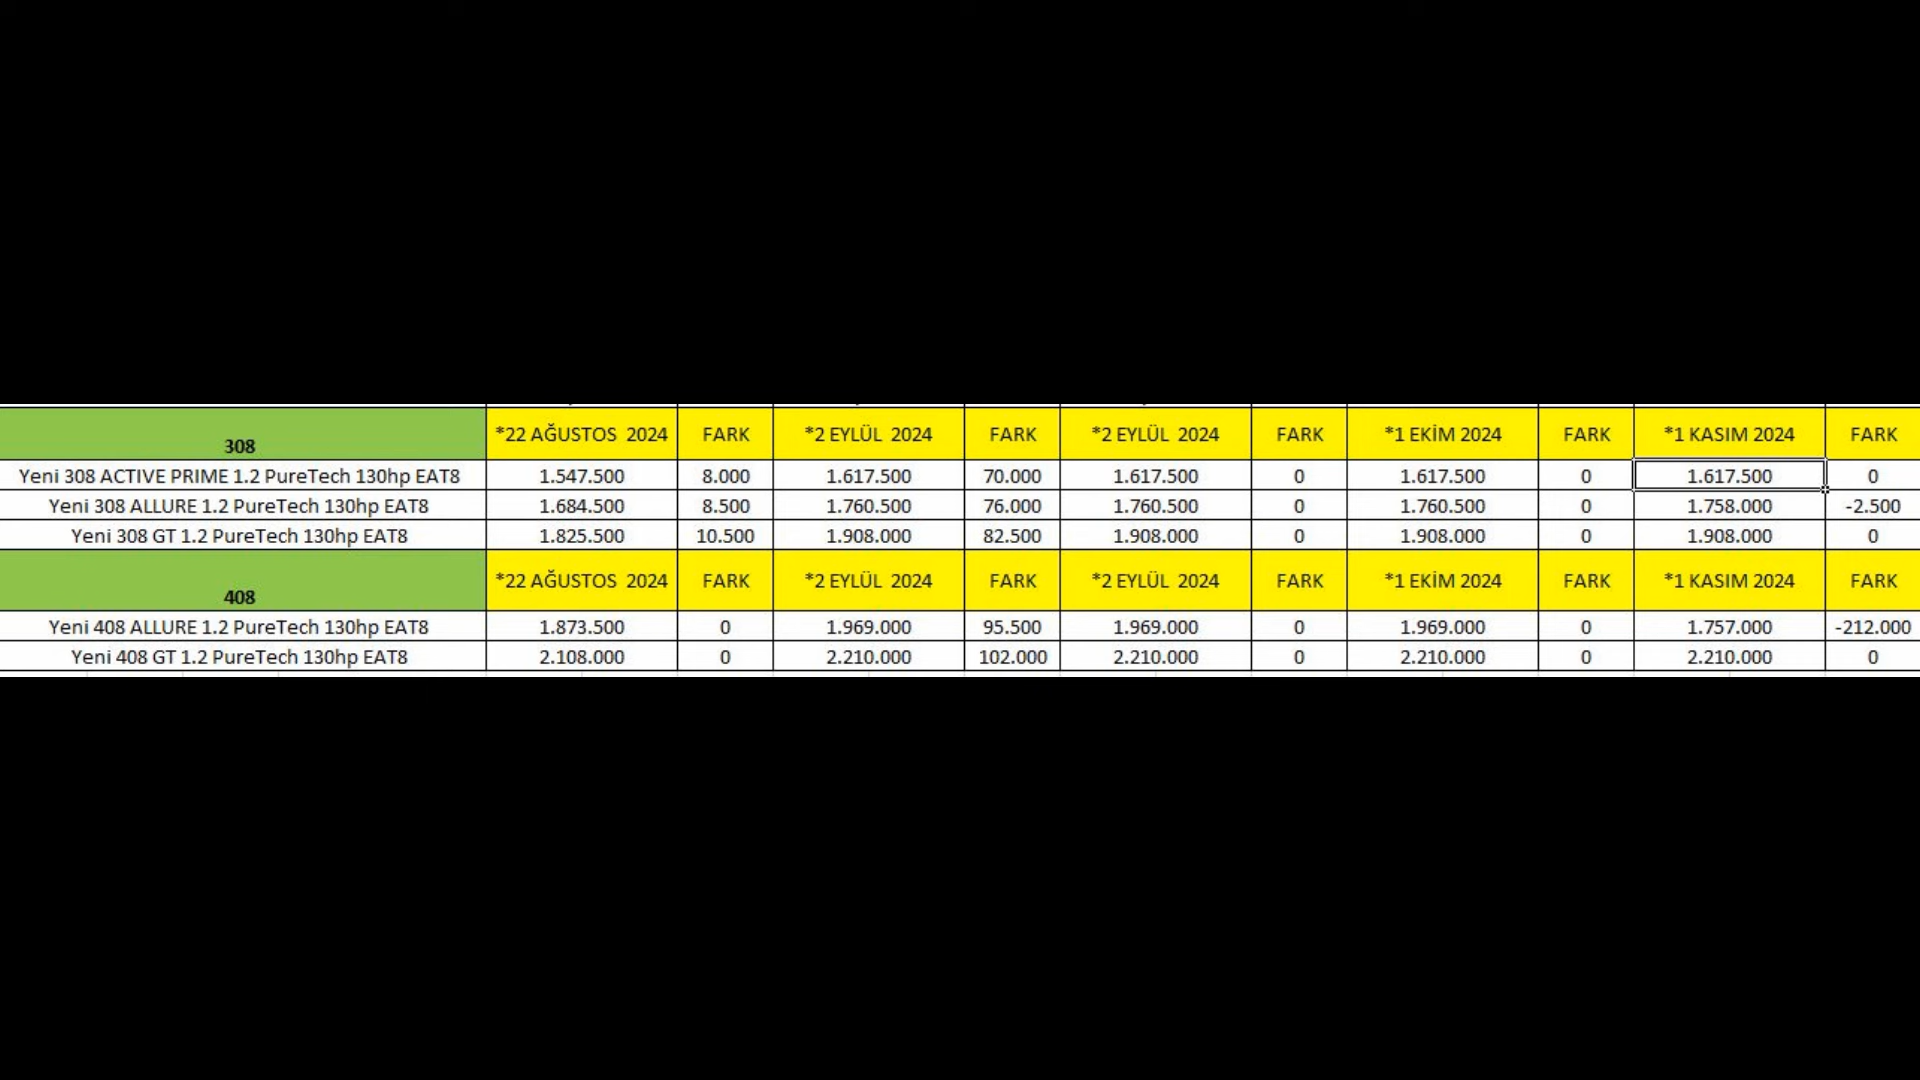 308 *22 AĞUSTOS 2024 FARK *2 EYLÜL 2024 FARK *2 EYLÜL 2024 FARK *1 EKİM 2024 FARK *1 KASIM 2024 FARK
Yeni 308 ACTIVE PRIME 1.2 PureTech 130hp EAT8 1.547.500 8.000 1.617.500 70.000 1.617.500 0 1.617.500 0 1.617.500 0
Yeni 308 ALLURE 1.2 PureTech 130hp EAT8 1.684.500 8.500 1.760.500 76.000 1.760.500 0 1.760.500 0 1.758.000 -2.500
Yeni 308 GT 1.2 PureTech 130hp EAT8 1.825.500 10.500 1.908.000 82.500 1.908.000 0 1.908.000 0 1.908.000 0
408 *22 AĞUSTOS 2024 FARK *2 EYLÜL 2024 FARK *2 EYLÜL 2024 FARK *1 EKİM 2024 FARK *1 KASIM 2024 FARK
Yeni 408 ALLURE 1.2 PureTech 130hp EAT8 1.873.500 0 1.969.000 95.500 1.969.000 0 1.969.000 0 1.757.000 -212.000
Yeni 408 GT 1.2 PureTech 130hp EAT8 2.108.000 0 2.210.000 102.000 2.210.000 0 2.210.000 0 2.210.000 0